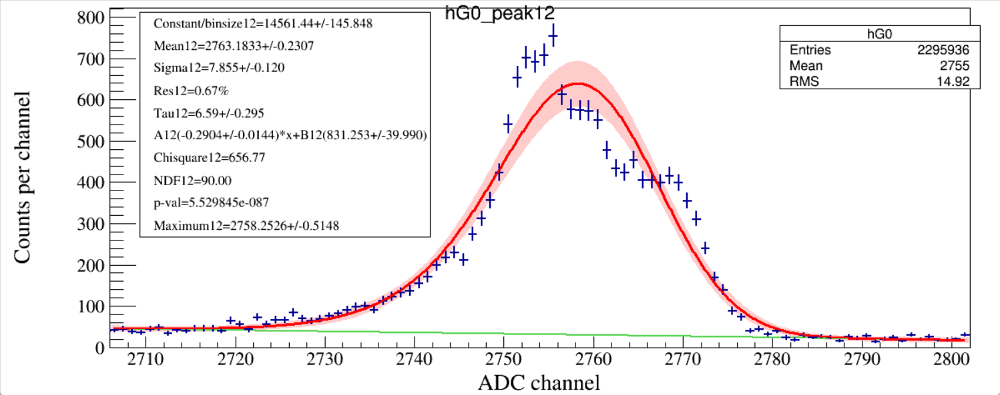 hG0_peak12
Constant/binsize12=14561.44+/-145.848
Mean12=2763.1833+/-0.2307
Sigma12=7.855+/-0.120
Res12=0.67%
Tau12=6.59+/-0.295
A12(-0.2904+/-0.0144)*x+B12(831.253+/-39.990)
Chisquare12=656.77
NDF12=90.00
p-val=5.529845e-087
Maximum12=2758.2526+/-0.5148
hG0
Entries 2295936
Mean 2755
RMS 14.92
Counts per channel
800
700
600
500
400
300
200
100
0
2710 2720 2730 2740 2750 2760 2770 2780 2790 2800
ADC channel